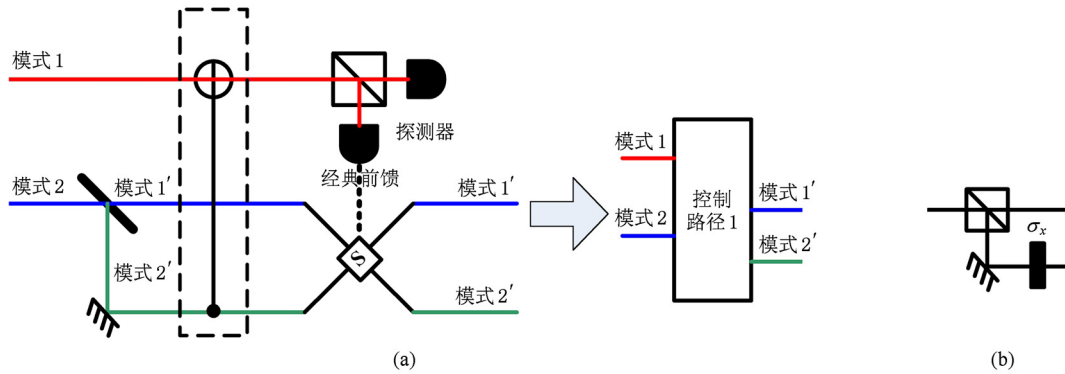 模式1
探测器
模式2
模式1′
经典前馈
模式1′
S
模式2′
模式2′
(a)
模式1
模式2
控制
路径1
模式1′
模式2′
σx
(b)